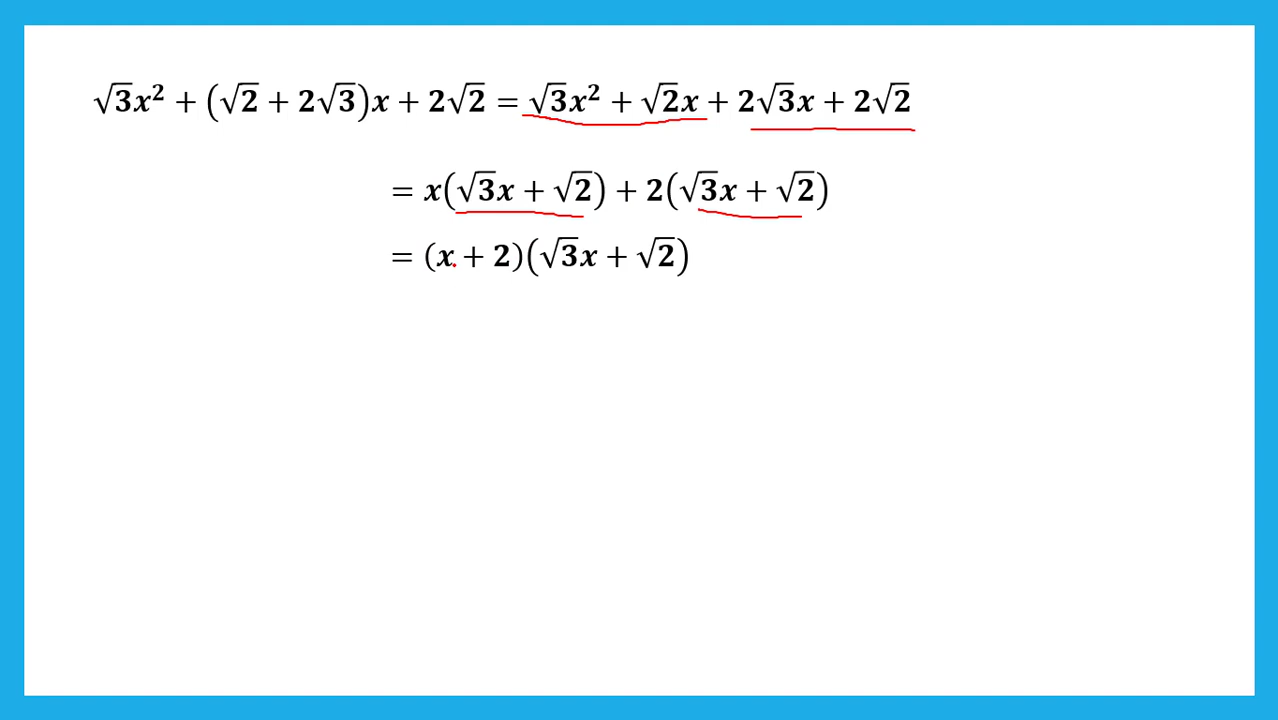 √3x² + (√2 + 2√3)x + 2√2 = √3x² + √2x + 2√3x + 2√2
= x(√3x + √2) + 2(√3x + √2)
= (x + 2)(√3x + √2)